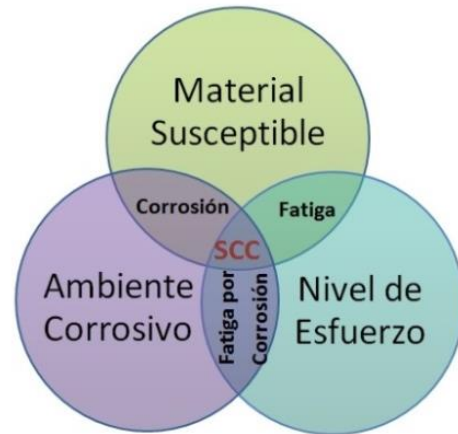 Material
Susceptible
Corrosión
Fatiga
SCC
Ambiente
Corrosivo
Fatiga por
Corrosión
Nivel de
Esfuerzo